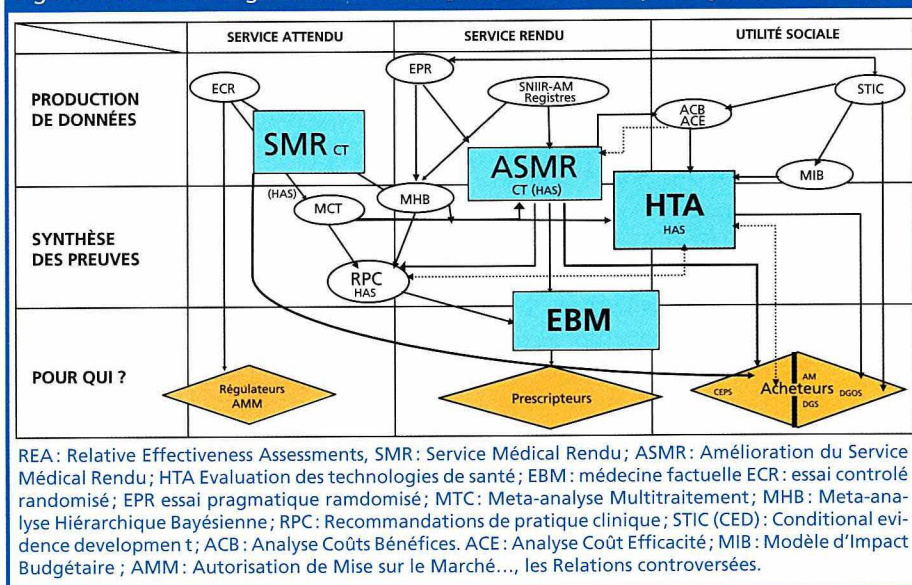 SERVICE ATTENDU
SERVICE RENDU
UTILITÉ SOCIALE
PRODUCTION
DE DONNÉES
ECR
EPR
SNIIR-AM
Registres
ACB
ACE
STIC
SMR CT
ASMR
CT (HAS)
MIB
HTA
HAS
SYNTHÈSE
DES PREUVES
(HAS)
MCT
MHB
RPC
HAS
EBM
POUR QUI ?
Régulateurs
AMM
Prescripteurs
CEPS
AM
Acheteurs
DGS
DGOS
REA : Relative Effectiveness Assessments, SMR : Service Médical Rendu ; ASMR : Amélioration du Service
Médical Rendu ; HTA Evaluation des technologies de santé ; EBM : médecine factuelle ECR : essai controlé
randomisé ; EPR essai pragmatique ramdomisé ; MTC : Meta-analyse Multitraitement ; MHB : Meta-ana-
lyse Hiérarchique Bayésienne ; RPC : Recommandations de pratique clinique ; STIC (CED) : Conditional evi-
dence developmen t ; ACB : Analyse Coûts Bénéfices. ACE : Analyse Coût Efficacité ; MIB : Modèle d'Impact
Budgétaire ; AMM : Autorisation de Mise sur le Marché..., les Relations controversées.